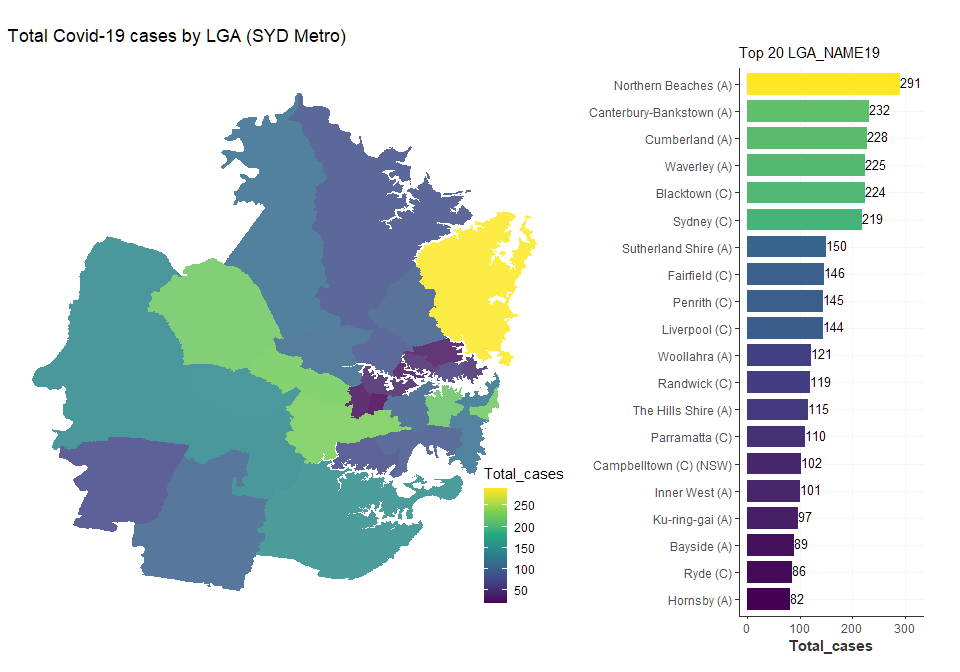 Total Covid-19 cases by LGA (SYD Metro)
Total_cases
250
200
150
100
50
Top 20 LGA_NAME19
Northern Beaches (A) 291
Canterbury-Bankstown (A) 232
Cumberland (A) 228
Waverley (A) 225
Blacktown (C) 224
Sydney (C) 219
Sutherland Shire (A) 150
Fairfield (C) 146
Penrith (C) 145
Liverpool (C) 144
Woollahra (A) 121
Randwick (C) 119
The Hills Shire (A) 115
Parramatta (C) 110
Campbelltown (C) (NSW) 102
Inner West (A) 101
Ku-ring-gai (A) 97
Bayside (A) 89
Ryde (C) 86
Hornsby (A) 82
0 100 200 300
Total_cases